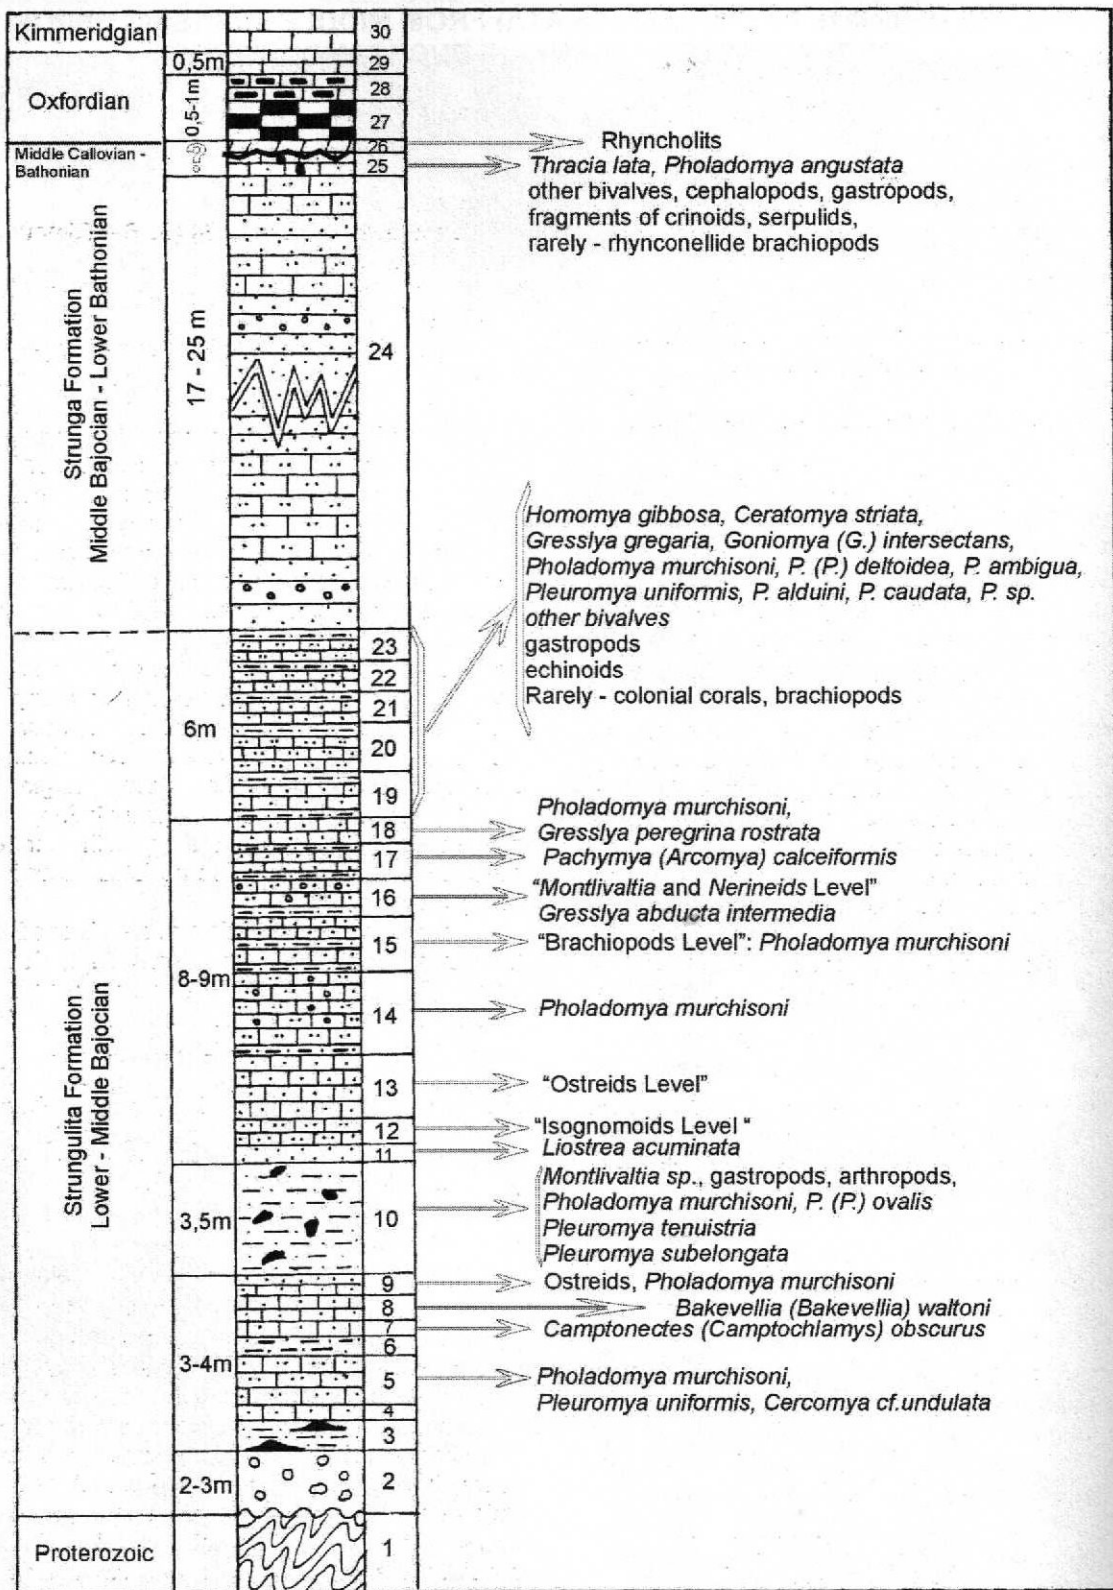 Kimmeridgian
30
0,5m
29
Oxfordian
0,5-1m
28
27
26
Rhyncholits
Middle Callovian -
Bathonian
25
Thracia lata, Pholadomya angustata
other bivalves, cephalopods, gastropods,
fragments of crinoids, serpulids,
rarely - rhynconellide brachiopods
Strunga Formation
Middle Bajocian - Lower Bathonian
17 - 25 m
24
Homomya gibbosa, Ceratomya striata,
Gresslya gregaria, Goniomya (G.) intersectans,
Pholadomya murchisoni, P. (P.) deltoidea, P. ambigua,
Pleuromya uniformis, P. alduini, P. caudata, P. sp.
other bivalves
gastropods
echinoids
Rarely - colonial corals, brachiopods
Strungulita Formation
Lower - Middle Bajocian
6m
23
22
21
20
19
8-9m
18
Pholadomya murchisoni,
Gresslya peregrina rostrata
17
Pachymya (Arcomya) calceiformis
16
"Montlivaltia and Nerineids Level"
Gresslya abducta intermedia
15
"Brachiopods Level": Pholadomya murchisoni
14
Pholadomya murchisoni
13
"Ostreids Level"
12
"Isognomoids Level "
11
Liostrea acuminata
3,5m
10
Montlivaltia sp., gastropods, arthropods,
Pholadomya murchisoni, P. (P.) ovalis
Pleuromya tenuistria
Pleuromya subelongata
3-4m
9
Ostreids, Pholadomya murchisoni
8
Bakevellia (Bakevellia) waltoni
7
Camptonectes (Camptochlamys) obscurus
6
5
Pholadomya murchisoni,
Pleuromya uniformis, Cercomya cf.undulata
4
3
2-3m
2
Proterozoic
1